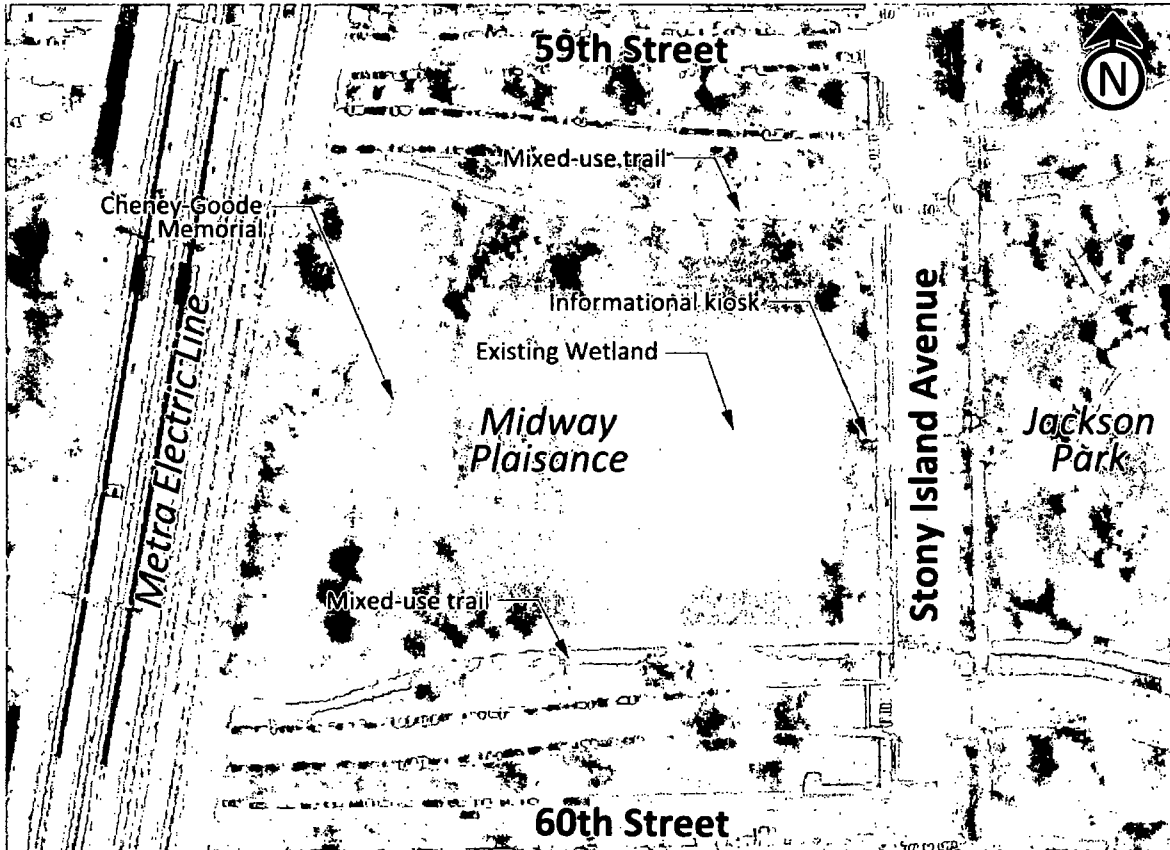 59th Street
N
Mixed-use trail
Cheney-Goode
Memorial
Informational kiosk
Existing Wetland
Metra Electric Line
Midway
Plaisance
Stony Island Avenue
Jackson
Park
Mixed-use trail
60th Street